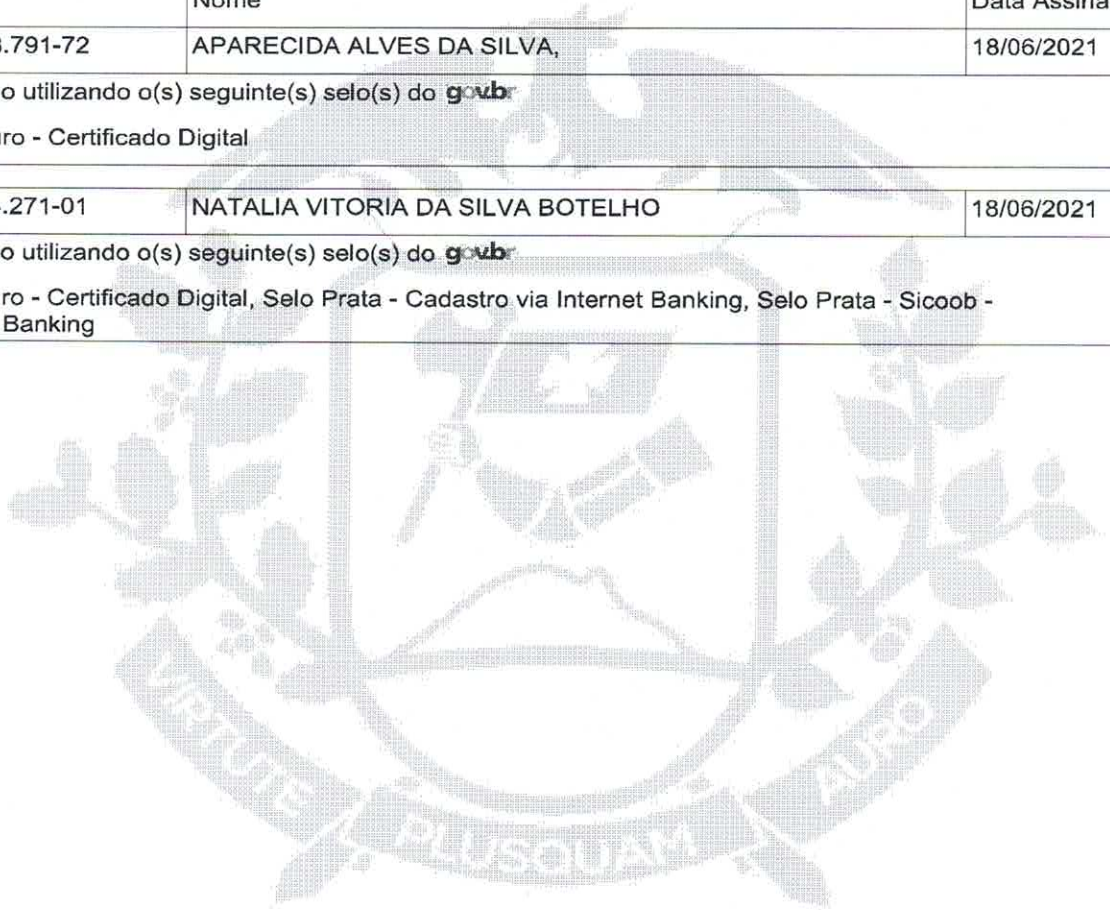 Nome Data Assina
.791-72 APARECIDA ALVES DA SILVA, 18/06/2021
o utilizando o(s) seguinte(s) selo(s) do gov.br
ro - Certificado Digital
.271-01 NATALIA VITORIA DA SILVA BOTELHO 18/06/2021
o utilizando o(s) seguinte(s) selo(s) do gov.br
ro - Certificado Digital, Selo Prata - Cadastro via Internet Banking, Selo Prata - Sicoob -
Banking
VIRTUTE PLUSQUAM AURO